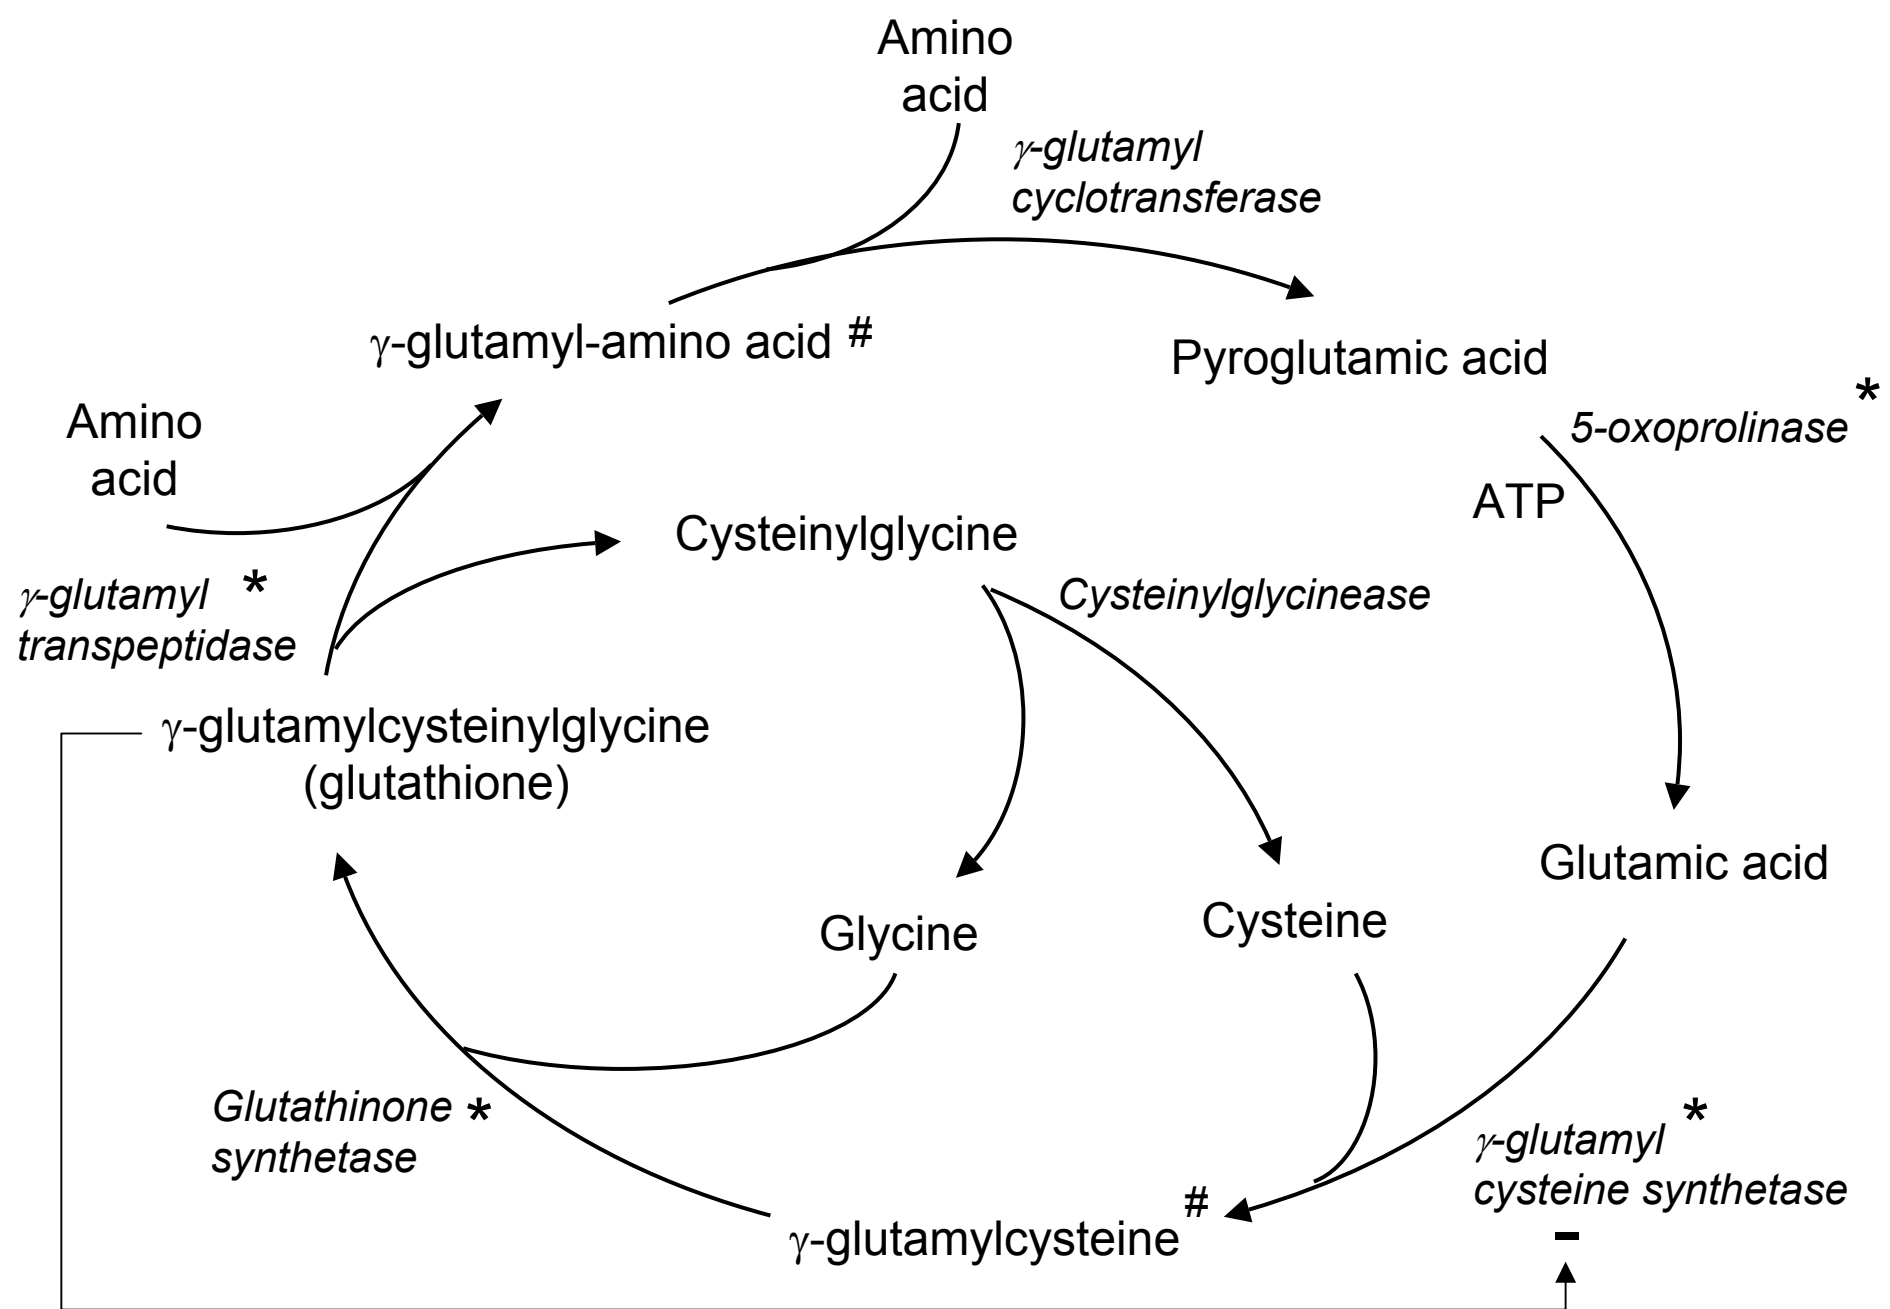 Amino
acid
γ-glutamyl
cyclotransferase
γ-glutamyl-amino acid #
Pyroglutamic acid
Amino
acid
5-oxoprolinase *
ATP
Cysteinylglycine
γ-glutamyl *
transpeptidase
Cysteinylglycinease
γ-glutamylcysteinylglycine
(glutathione)
Glutamic acid
Glycine
Cysteine
Glutathinone *
synthetase
γ-glutamyl *
cysteine synthetase
γ-glutamylcysteine #
-